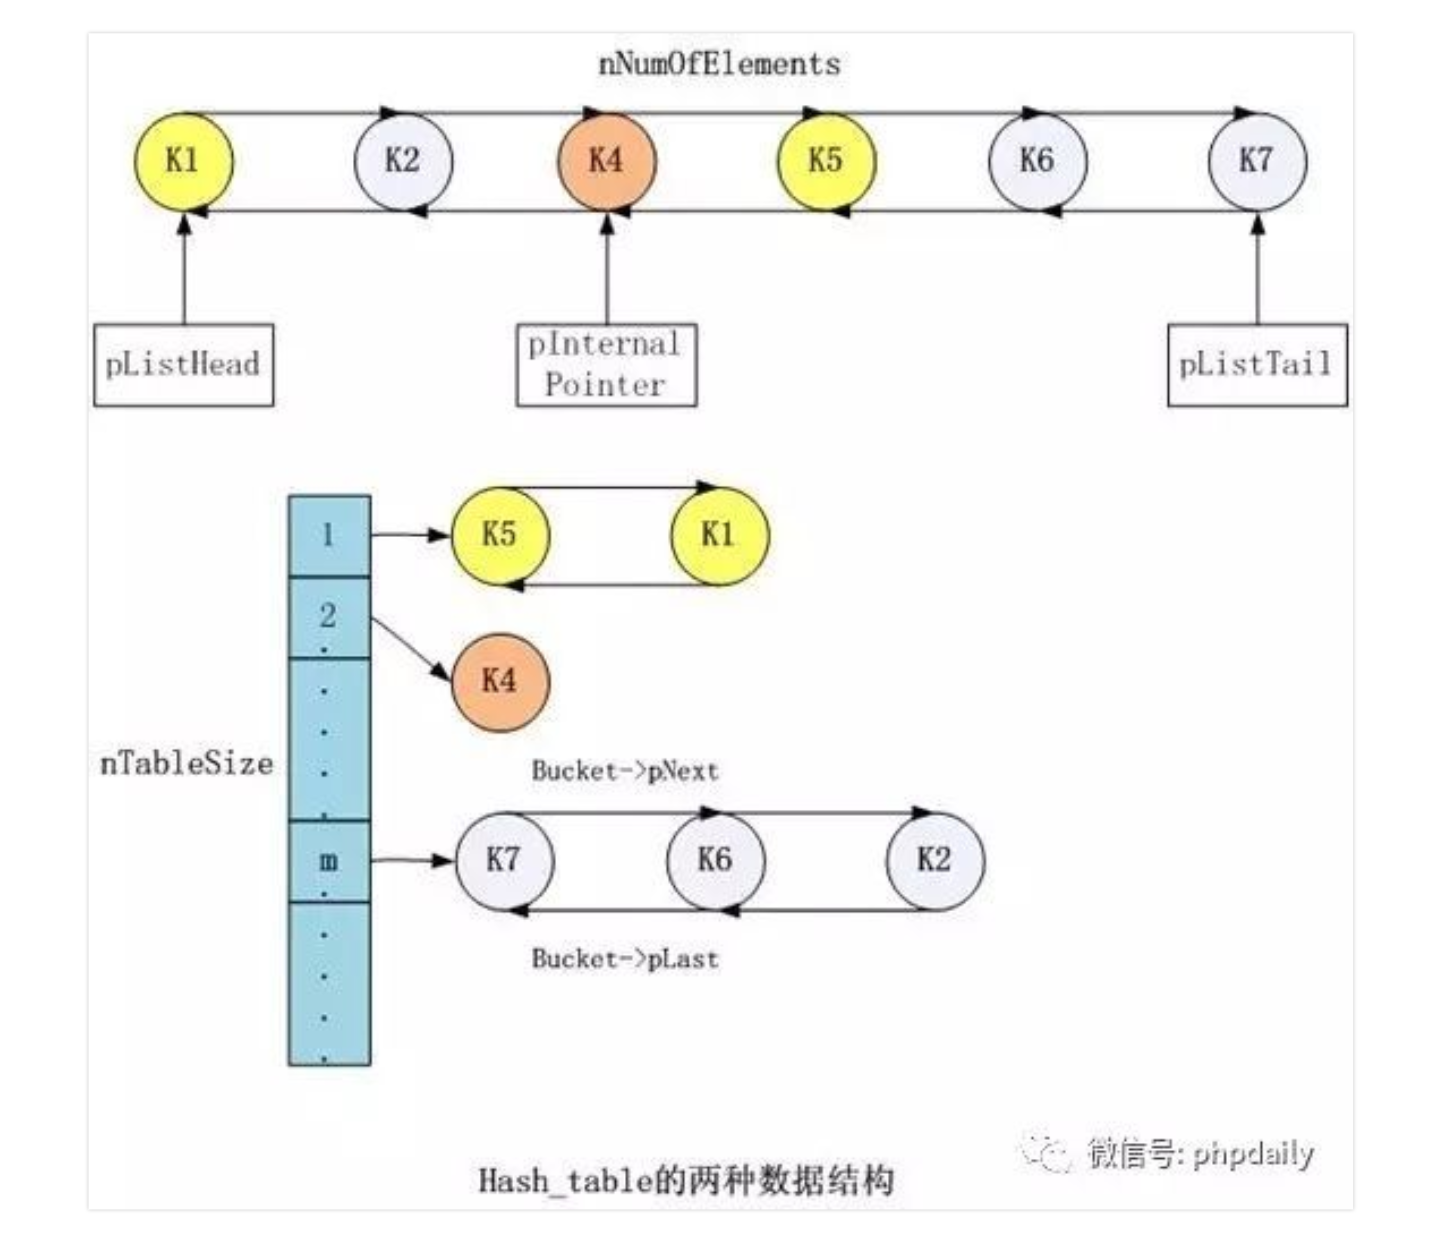 nNumOfElements
K1 K2 K4 K5 K6 K7
pListHead
pInternal
Pointer
pListTail
1
K5 K1
2
K4
nTableSize
Bucket->pNext
m
K7 K6 K2
Bucket->pLast
微信号: phpdaily
Hash_table的两种数据结构